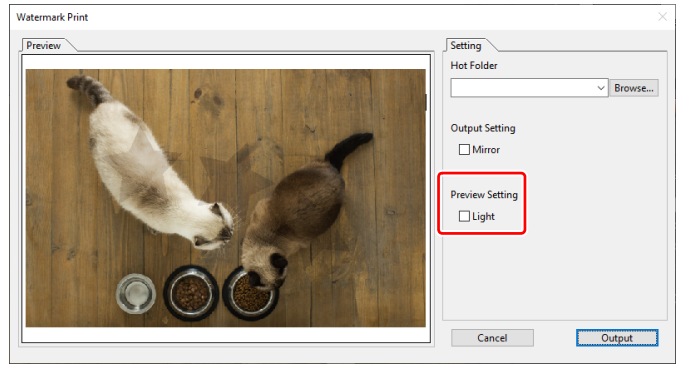 Watermark Print
Preview
Setting
Hot Folder
Browse...
Output Setting
Mirror
Preview Setting
Light
Cancel
Output